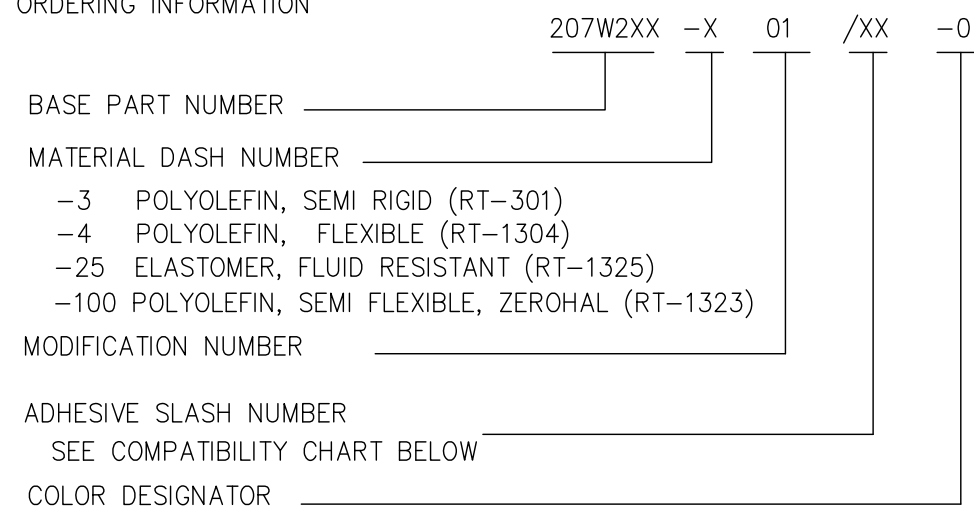 ORDERING INFORMATION
207W2XX -X 01 /XX -0
BASE PART NUMBER
MATERIAL DASH NUMBER
-3 POLYOLEFIN, SEMI RIGID (RT-301)
-4 POLYOLEFIN, FLEXIBLE (RT-1304)
-25 ELASTOMER, FLUID RESISTANT (RT-1325)
-100 POLYOLEFIN, SEMI FLEXIBLE, ZEROHAL (RT-1323)
MODIFICATION NUMBER
ADHESIVE SLASH NUMBER
SEE COMPATIBILITY CHART BELOW
COLOR DESIGNATOR